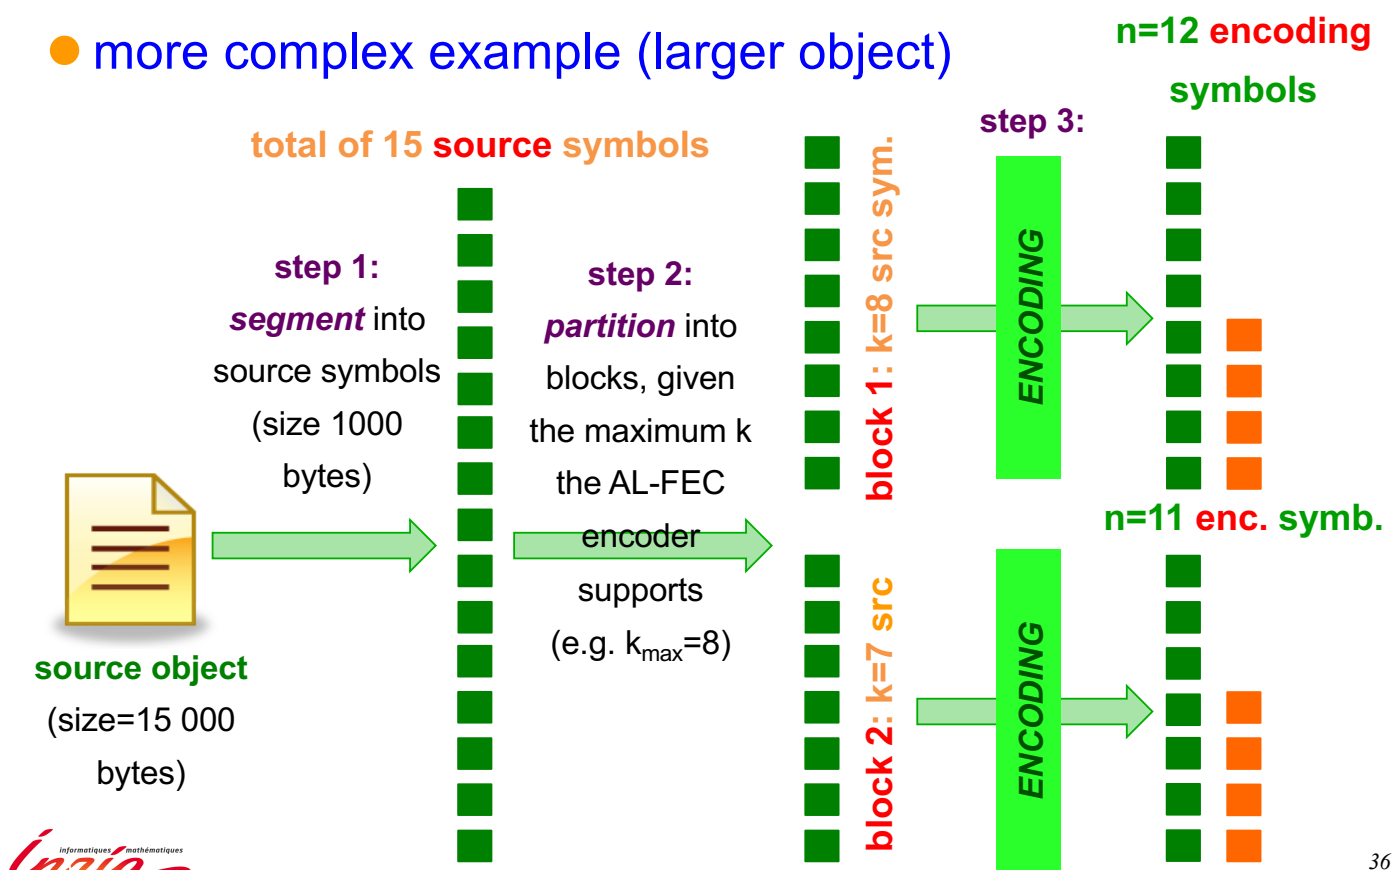 more complex example (larger object)
n=12 encoding
symbols
total of 15 source symbols
step 1:
segment into
source symbols
(size 1000
bytes)
step 2:
partition into
blocks, given
the maximum k
the AL-FEC
encoder
supports
(e.g. kmax=8)
block 1: k=8 src sym.
step 3:
ENCODING
n=11 enc. symb.
block 2: k=7 src
ENCODING
source object
(size=15 000
bytes)
informatiques mathématiques
Inria
36